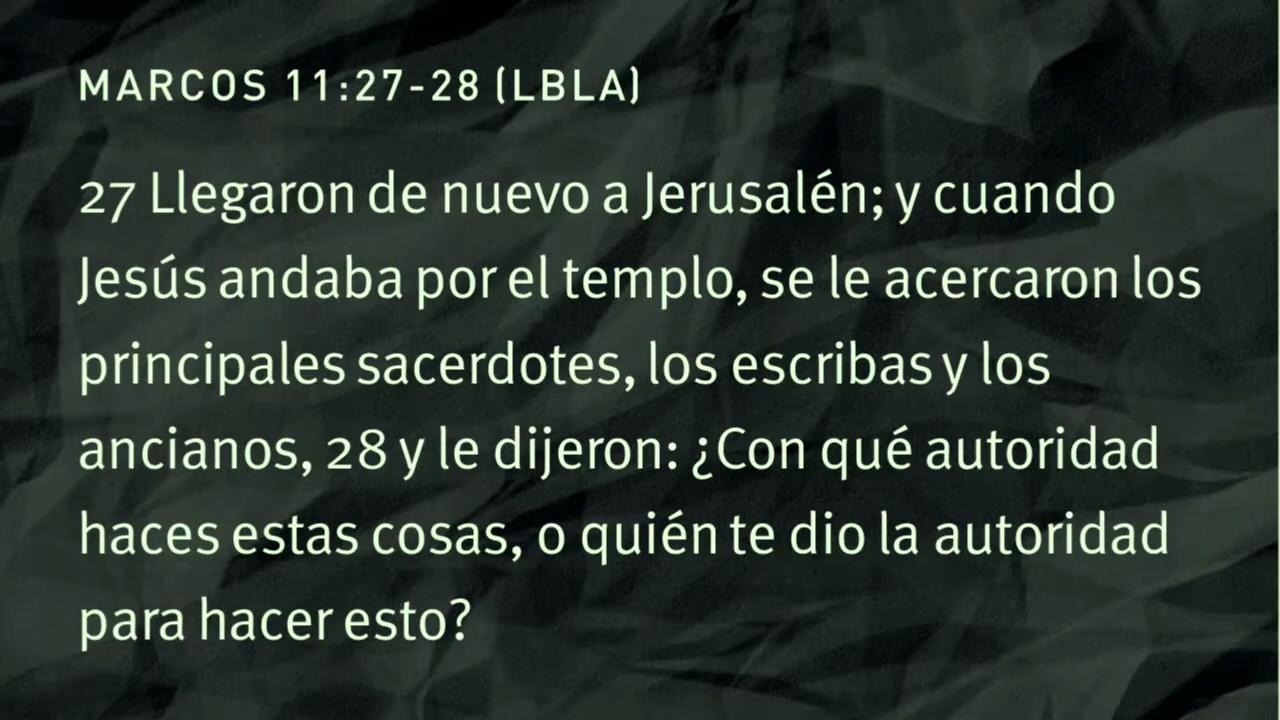 MARCOS 11:27-28 (LBLA)
27 Llegaron de nuevo a Jerusalén; y cuando
Jesús andaba por el templo, se le acercaron los
principales sacerdotes, los escribas y los
ancianos, 28 y le dijeron: ¿Con qué autoridad
haces estas cosas, o quién te dio la autoridad
para hacer esto?